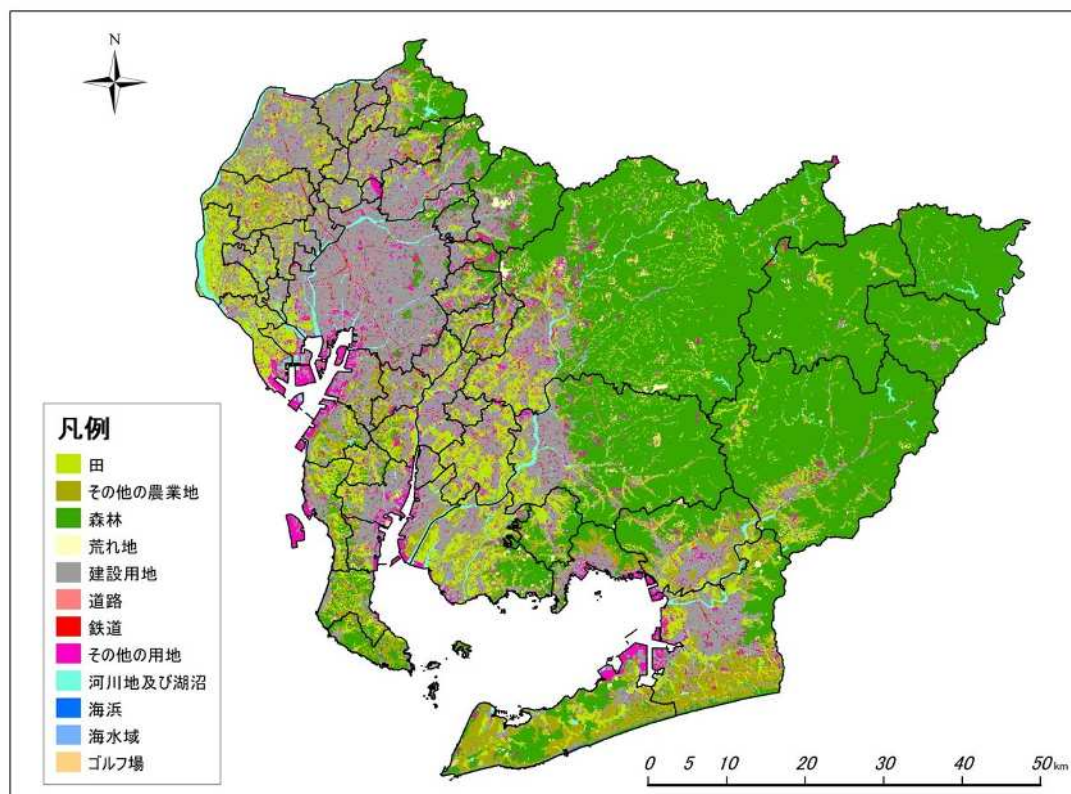 N
凡例
田
その他の農業地
森林
荒れ地
建設用地
道路
鉄道
その他の用地
河川地及び湖沼
海浜
海水域
ゴルフ場
0 5 10 20 30 40 50 km